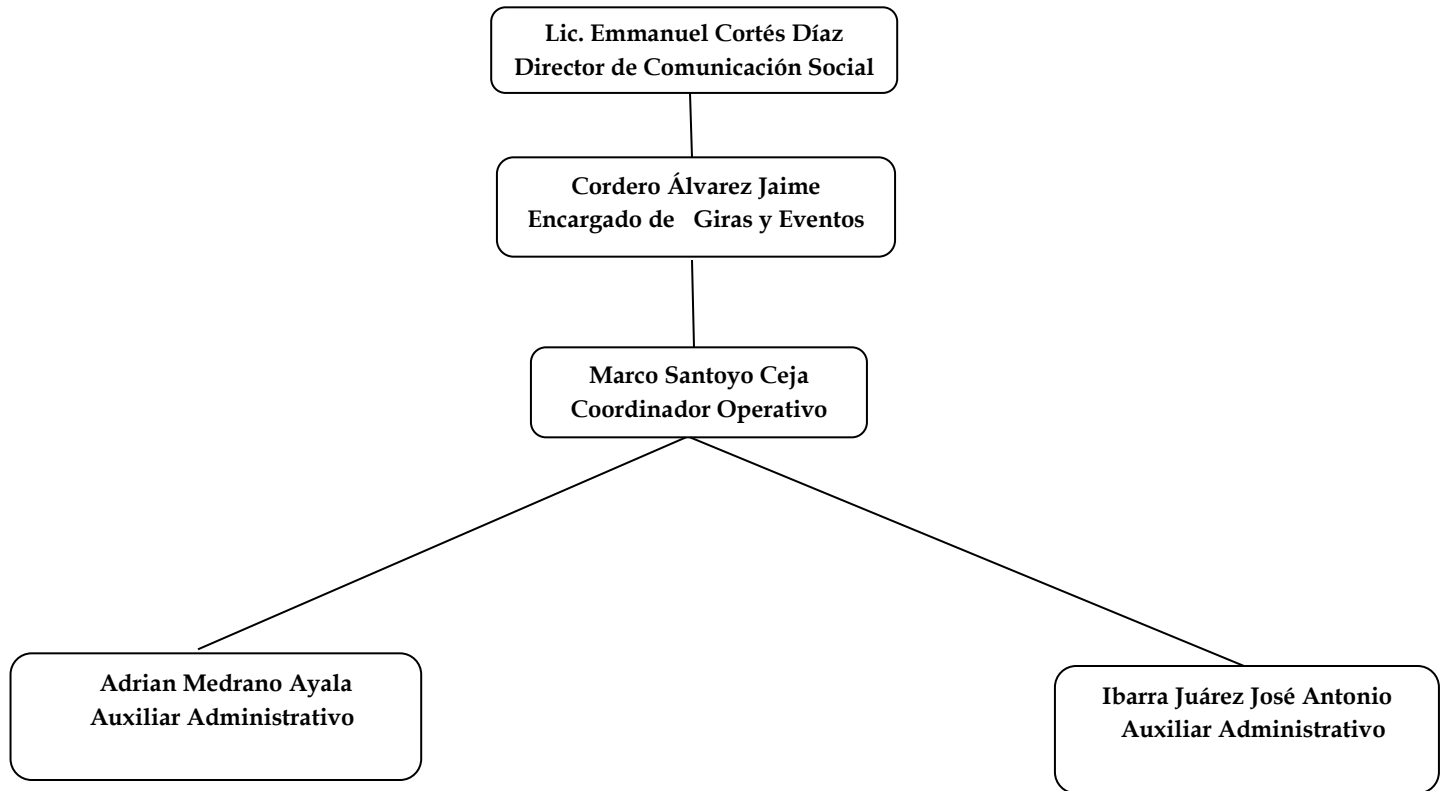 Lic. Emmanuel Cortés Díaz
Director de Comunicación Social
Cordero Álvarez Jaime
Encargado de   Giras y Eventos
Marco Santoyo Ceja
Coordinador Operativo
Adrian Medrano Ayala
Auxiliar Administrativo
Ibarra Juárez José Antonio
Auxiliar Administrativo